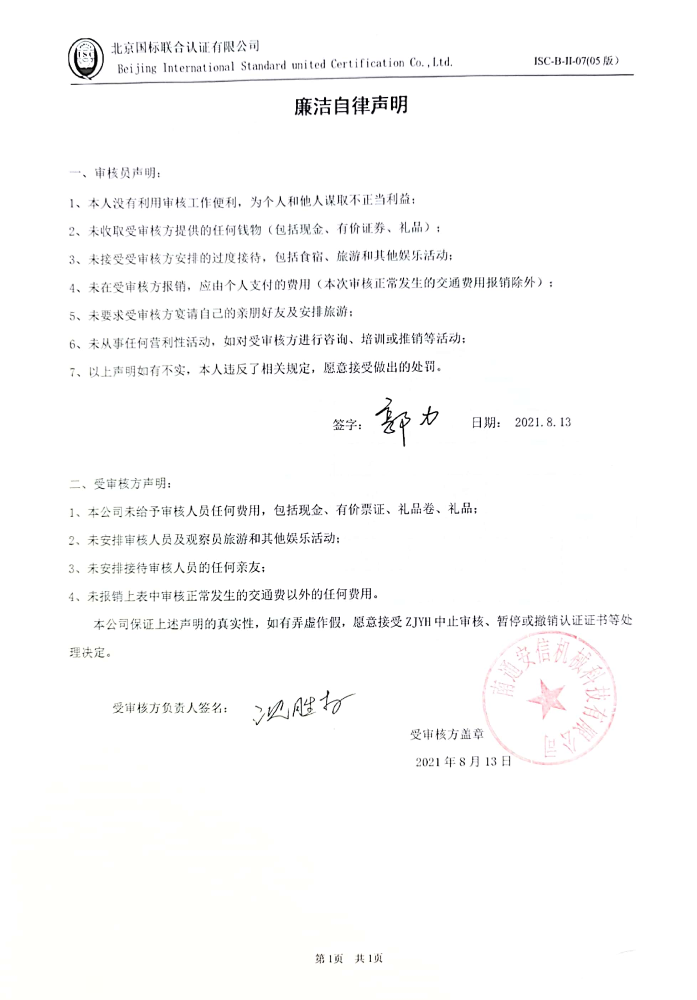 北京国标联合认证有限公司
Beijing International Standard united Certification Co.,Ltd.
ISC-B-II-07(05 版)
廉洁自律声明
一、审核员声明：
1、本人没有利用审核工作便利，为个人和他人谋取不正当利益；
2、未收取受审核方提供的任何钱物（包括现金、有价证券、礼品）；
3、未接受受审核方安排的过度接待，包括食宿、旅游和其他娱乐活动；
4、未在受审核方报销，应由个人支付的费用（本次审核正常发生的交通费用报销除外）；
5、未要求受审核方宴请自己的亲朋好友及安排旅游；
6、未从事任何营利性活动，如对受审核方进行咨询、培训或推销等活动；
7、以上声明如有不实，本人违反了相关规定，愿意接受做出的处罚。
签字：郭力 日期： 2021.8.13
二、受审核方声明：
1、本公司未给予审核人员任何费用，包括现金、有价票证、礼品卷、礼品；
2、未安排审核人员及观察员旅游和其他娱乐活动；
3、未安排接待审核人员的任何亲友；
4、未报销上表中审核正常发生的交通费以外的任何费用。
本公司保证上述声明的真实性，如有弄虚作假，愿意接受 ZJYH 中止审核、暂停或撤销认证证书等处
理决定。
南通安信机械科技有限公司
受审核方负责人签名：
受审核方盖章
2021 年 8 月 13 日
第 1页 共 1页